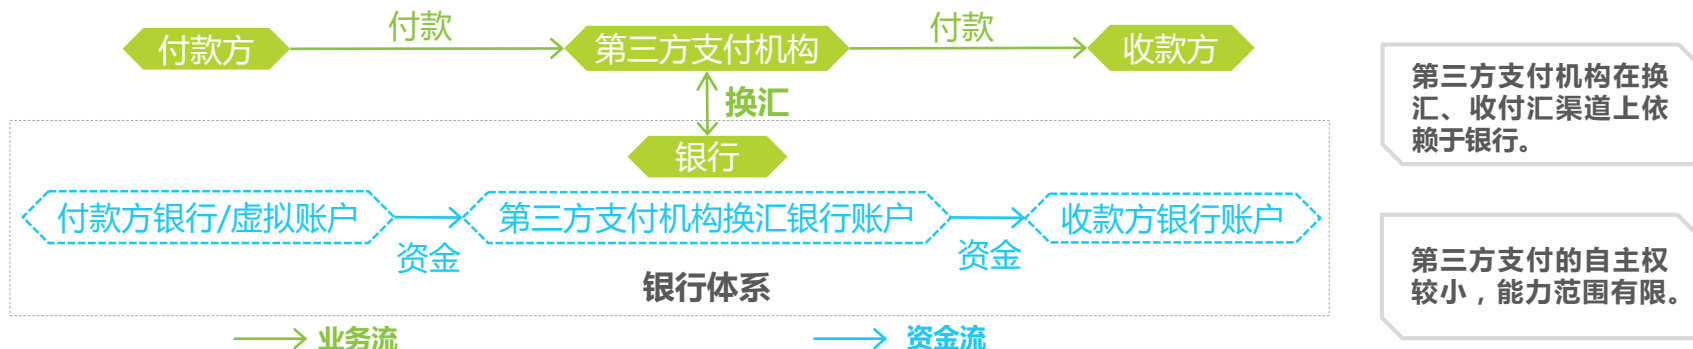 付款
付款
付款方
第三方支付机构
收款方
换汇
银行
付款方银行/虚拟账户
第三方支付机构换汇银行账户
收款方银行账户
资金
资金
银行体系
业务流
资金流
第三方支付机构在换
汇、收付汇渠道上依
赖于银行。
第三方支付的自主权
较小，能力范围有限。